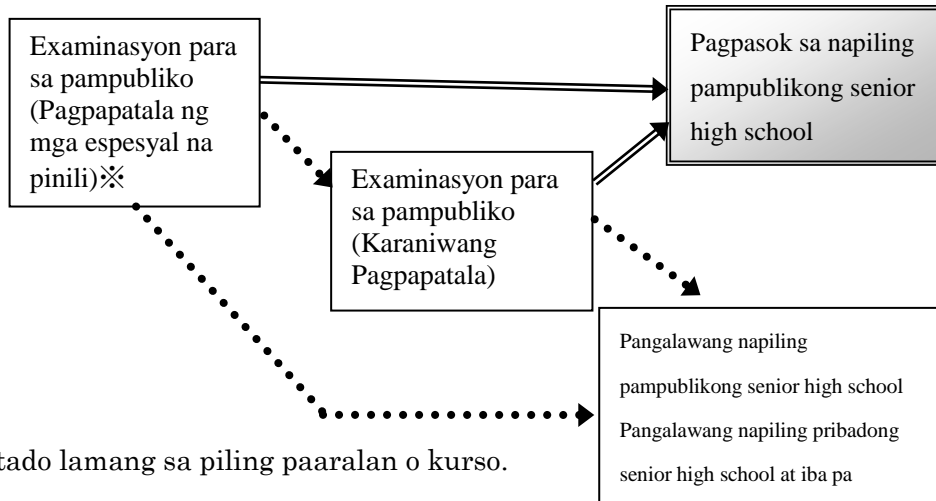 Examinasyon para
sa pampubliko
(Pagpapatala ng
mga espesyal na
pinili)※
Pagpasok sa napiling
pampublikong senior
high school
Examinasyon para
sa pampubliko
(Karaniwang
Pagpapatala)
Pangalawang napiling
pampublikong senior high school
Pangalawang napiling pribadong
senior high school at iba pa
tado lamang sa piling paaralan o kurso.